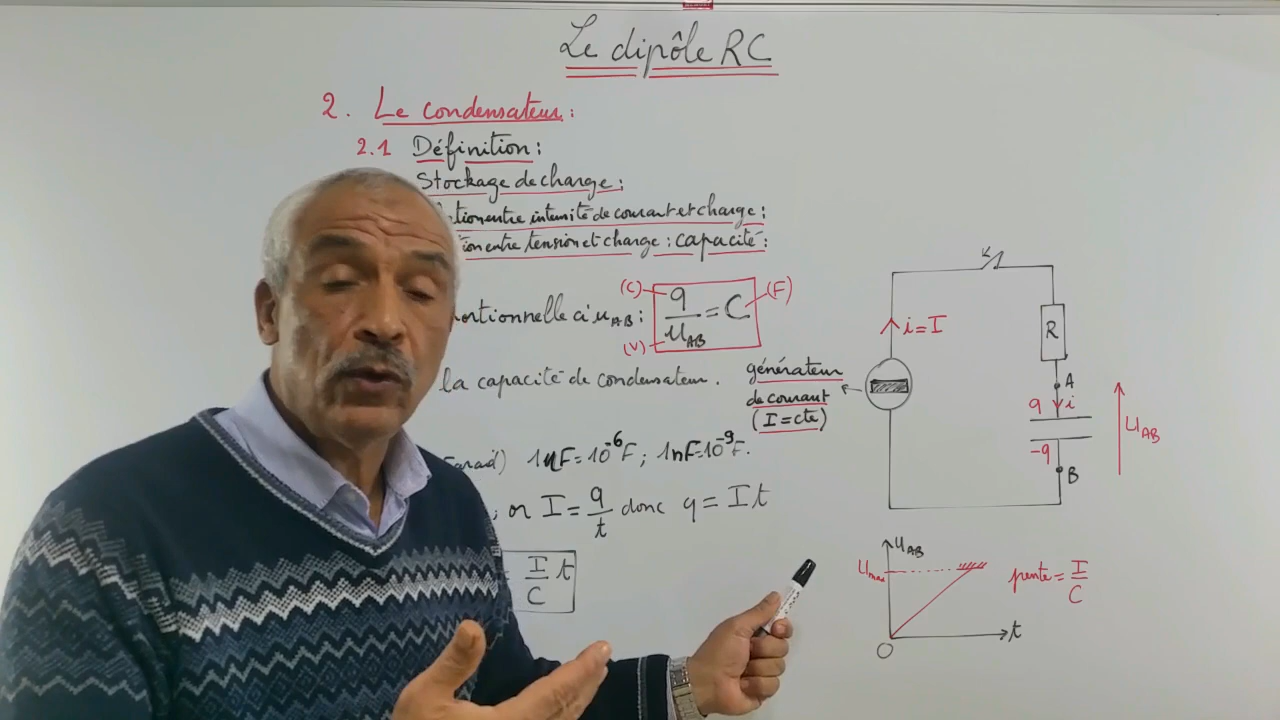 Le dipôle RC
2. Le condensateur :
2.1 Définition :
Stockage de charge :
entre intensité de courant et charge :
entre tension et charge : capacité :
à uAB : q/uAB = C
(C) (F)
(V)
la capacité de condensateur.
= 10⁻⁶F ; 1nF = 10⁻⁹F.
, or I = q/t donc q = It
= I/C t
K
i = I
R
générateur
de courant
(I = cte)
A
q i
-q
B
UAB
uAB
Umax
pente = I/C
t
O